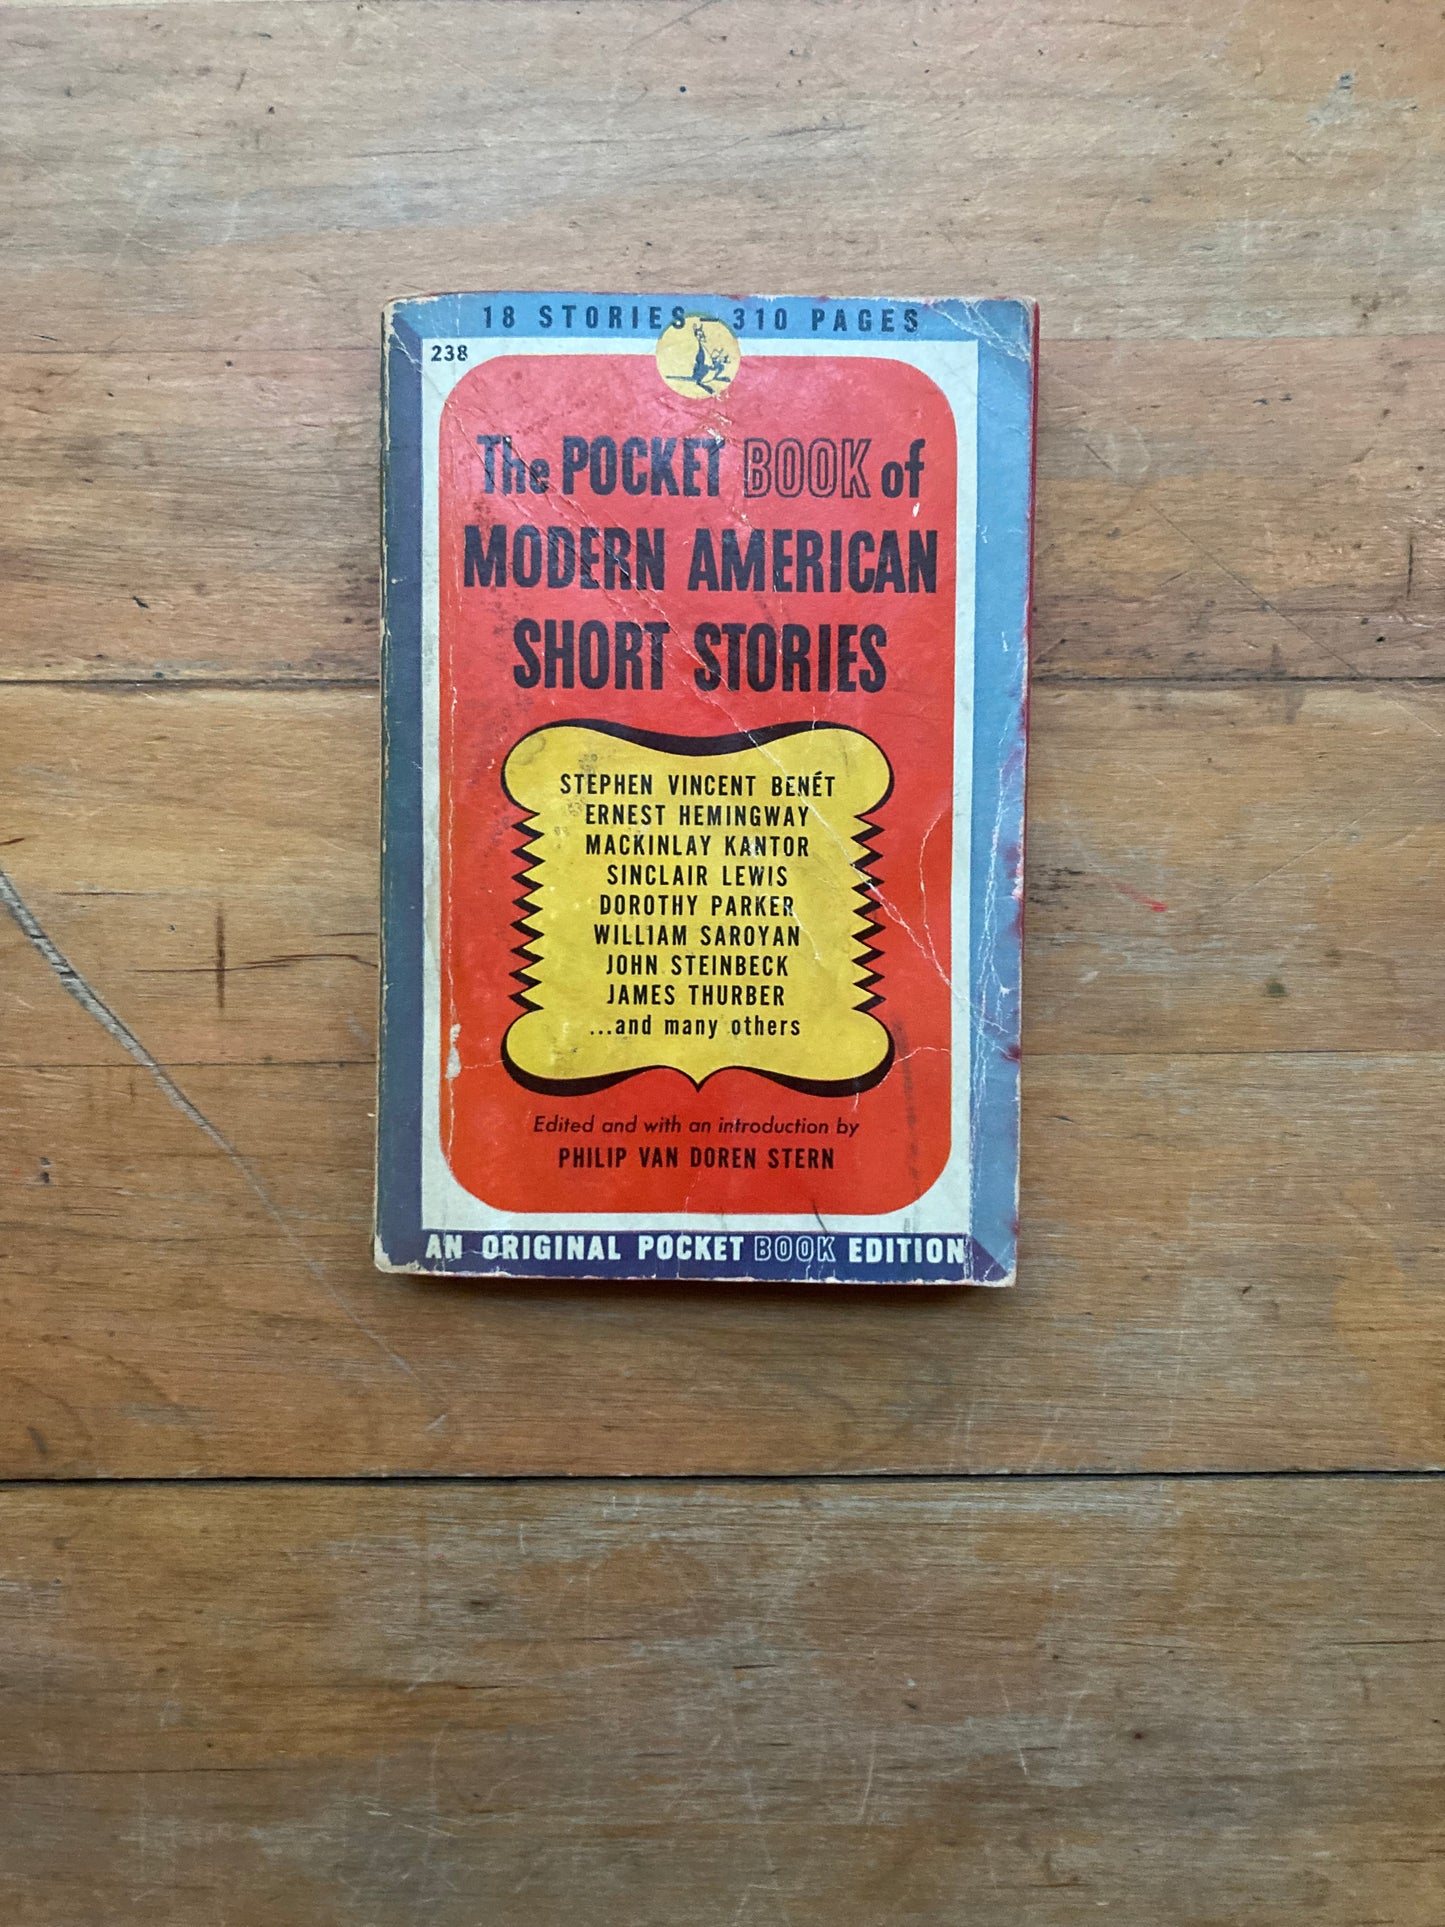 18 STORIES - 310 PAGES
238
The POCKET BOOK of
MODERN AMERICAN
SHORT STORIES
STEPHEN VINCENT BENÉT
ERNEST HEMINGWAY
MACKINLAY KANTOR
SINCLAIR LEWIS
DOROTHY PARKER
WILLIAM SAROYAN
JOHN STEINBECK
JAMES THURBER
...and many others
Edited and with an introduction by
PHILIP VAN DOREN STERN
AN ORIGINAL POCKET BOOK EDITION